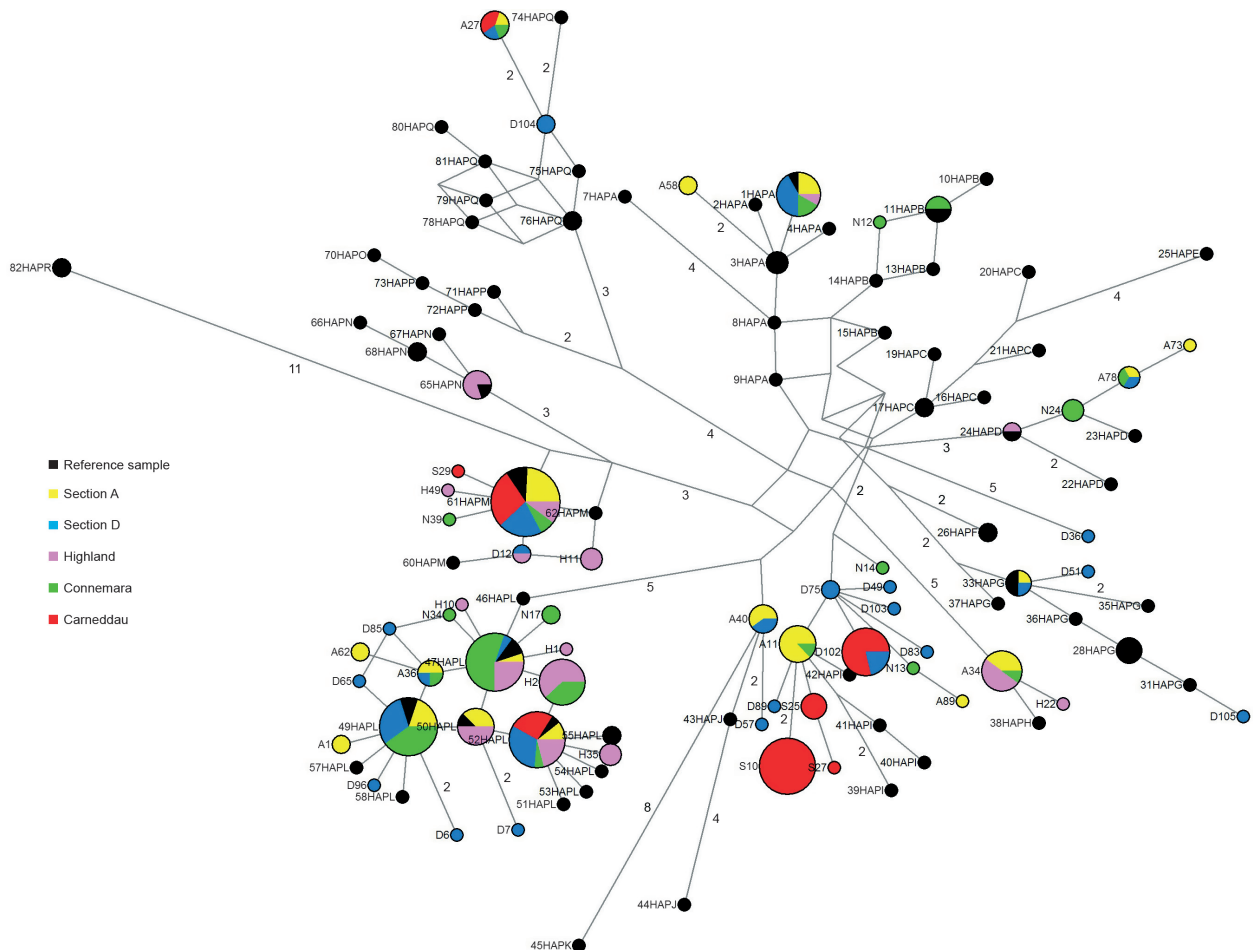 74HAPQ
A27
2
2
D104
80HAPQ
81HAPQ
75HAPQ
79HAPQ
78HAPQ
76HAPQ
7HAPA
A58
1HAPA
2HAPA
2
4HAPA
3HAPA
10HAPB
11HAPB
N12
13HAPB
14HAPB
25HAPE
20HAPC
82HAPR
70HAPO
73HAPP
71HAPP
72HAPP
3
4
4
66HAPN
67HAPN
68HAPN
2
8HAPA
15HAPB
19HAPC
21HAPC
A73
11
65HAPN
9HAPA
A78
16HAPC
17HAPC
N24
3
4
24HAPD
23HAPD
3
2
22HAPD
Reference sample
Section A
Section D
Highland
Connemara
Carneddau
S29
H49
61HAPM
N39
62HAPM
3
2
5
2
26HAPF
D36
60HAPM
D12
H11
2
N14
D51
33HAPG
2
5
5
46HAPL
D75
D49
D103
37HAPG
35HAPG
36HAPG
H10
N34
N17
D85
A40
A11
D102
D83
28HAPG
A62
47HAPL
H1
A36
D65
H2
42HAPI
N13
A34
31HAPG
2
A89
H22
49HAPL
50HAPL
52HAPL
55HAPL
43HAPJ
D89
S25
D57
2
41HAPI
38HAPH
D105
A1
H35
2
57HAPL
54HAPL
S10
S27
40HAPI
D96
2
2
53HAPL
58HAPL
51HAPL
39HAPI
8
4
D6
D7
44HAPJ
45HAPK